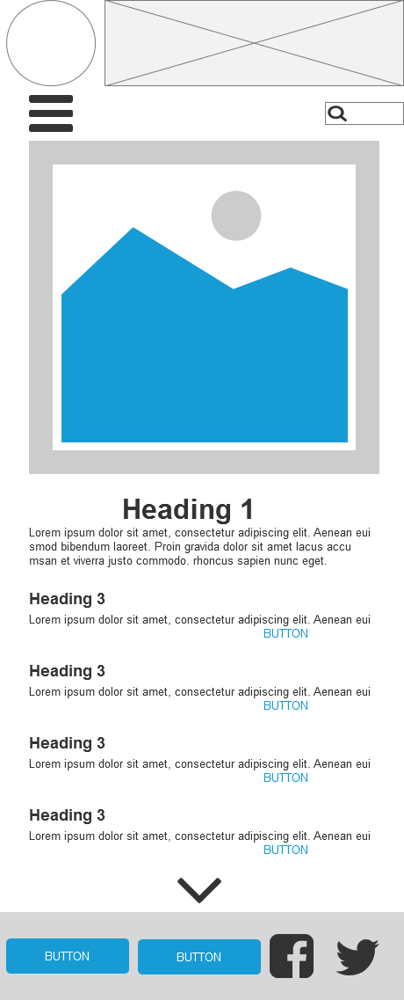 Heading 1
Lorem ipsum dolor sit amet, consectetur adipiscing elit. Aenean eui
smod bibendum laoreet. Proin gravida dolor sit amet lacus accu
msan et viverra justo commodo. rhoncus sapien nunc eget.
Heading 3
Lorem ipsum dolor sit amet, consectetur adipiscing elit. Aenean eui
BUTTON
Heading 3
Lorem ipsum dolor sit amet, consectetur adipiscing elit. Aenean eui
BUTTON
Heading 3
Lorem ipsum dolor sit amet, consectetur adipiscing elit. Aenean eui
BUTTON
Heading 3
Lorem ipsum dolor sit amet, consectetur adipiscing elit. Aenean eui
BUTTON
BUTTON
BUTTON